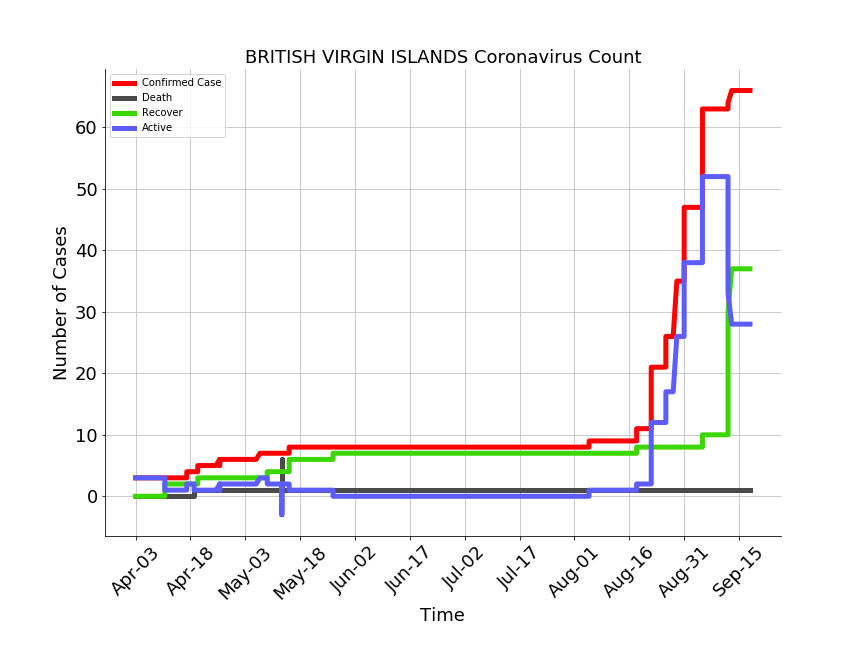 BRITISH VIRGIN ISLANDS Coronavirus Count
Confirmed Case
Death
Recover
Active
Number of Cases
60
50
40
30
20
10
0
Apr-03
Apr-18
May-03
May-18
Jun-02
Jun-17
Jul-02
Jul-17
Aug-01
Aug-16
Aug-31
Sep-15
Time